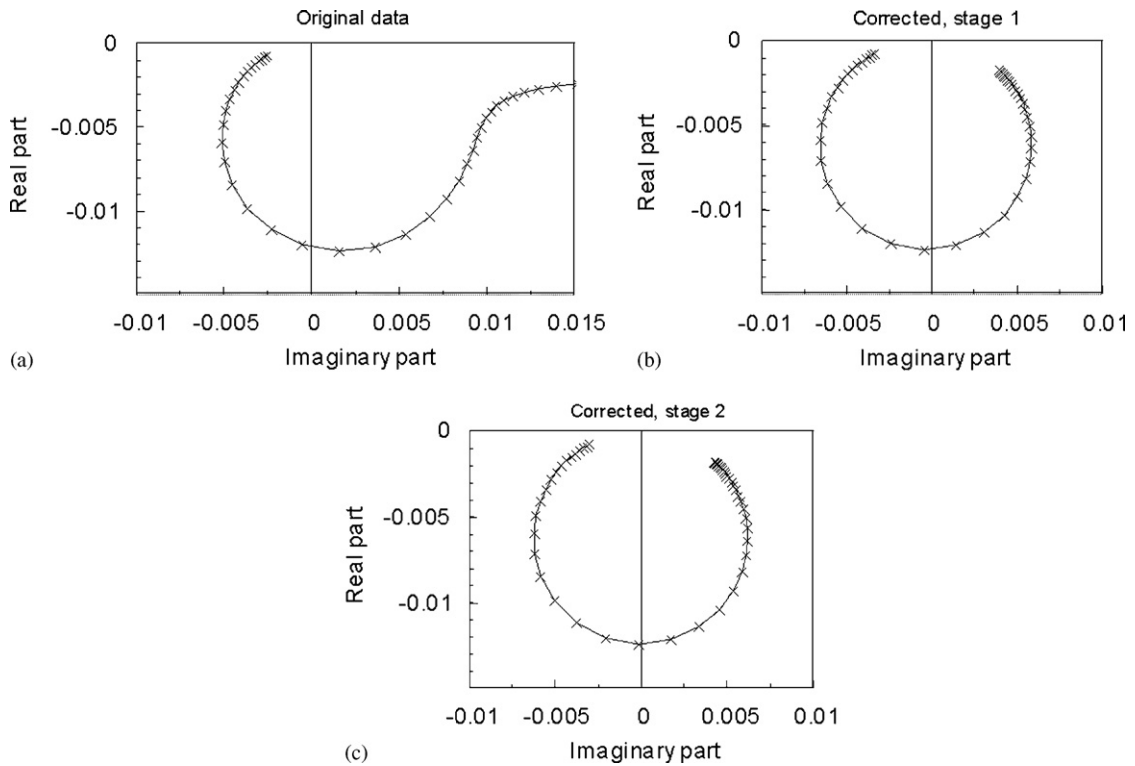 Original data
0
-0.005
-0.01
Real part
-0.01 -0.005 0 0.005 0.01 0.015
Imaginary part
(a)
Corrected, stage 1
0
-0.005
-0.01
Real part
-0.01 -0.005 0 0.005 0.01
Imaginary part
(b)
Corrected, stage 2
0
-0.005
-0.01
Real part
-0.01 -0.005 0 0.005 0.01
Imaginary part
(c)